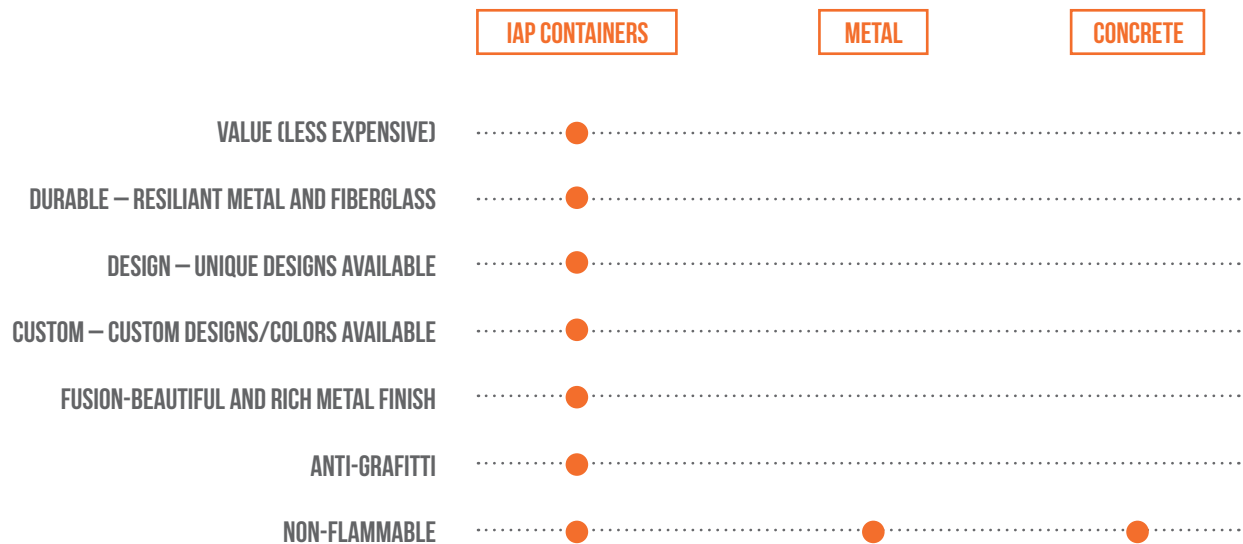 IAP CONTAINERS
METAL
CONCRETE
VALUE (LESS EXPENSIVE)
DURABLE – RESILIANT METAL AND FIBERGLASS
DESIGN – UNIQUE DESIGNS AVAILABLE
CUSTOM – CUSTOM DESIGNS/COLORS AVAILABLE
FUSION-BEAUTIFUL AND RICH METAL FINISH
ANTI-GRAFITTI
NON-FLAMMABLE